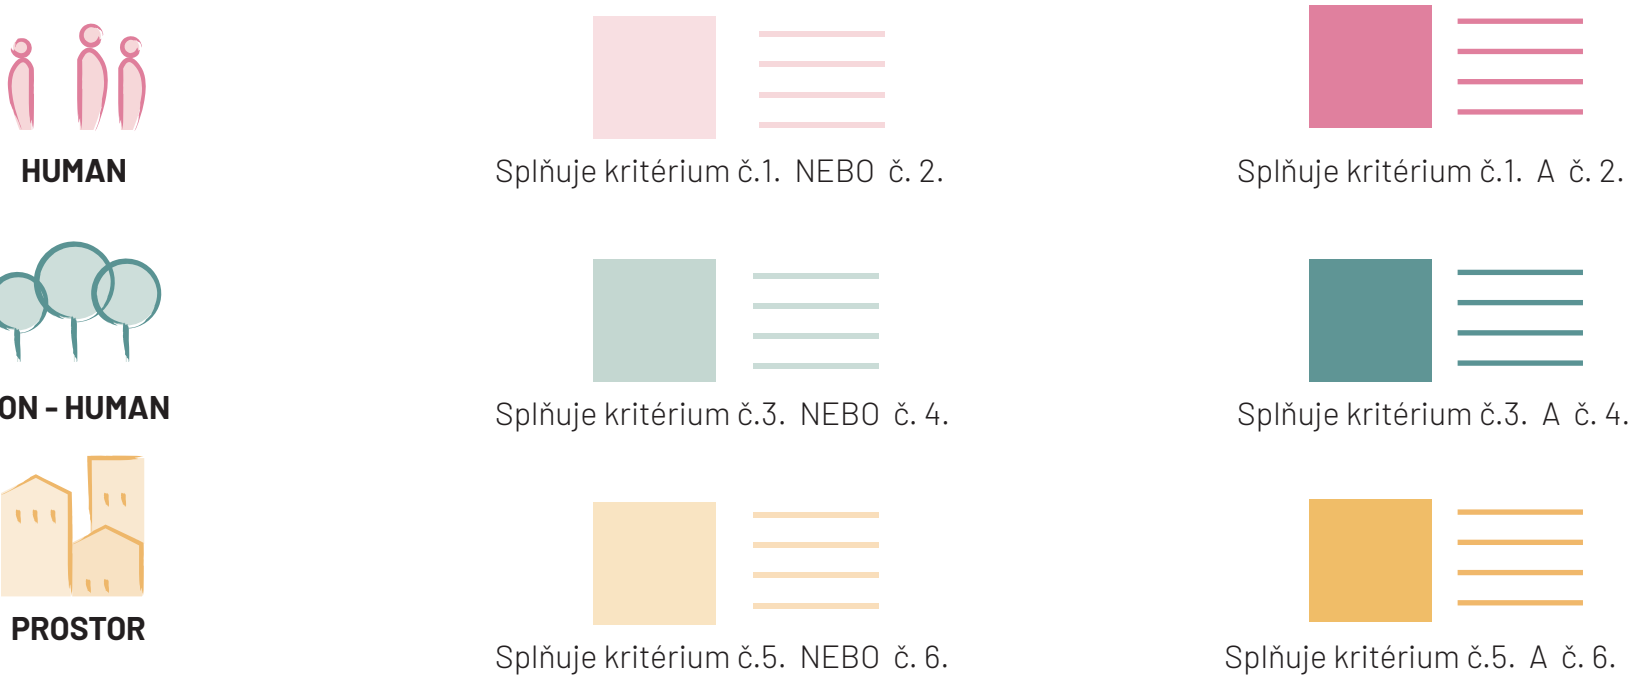 HUMAN
Splňuje kritérium č.1. NEBO č. 2.
Splňuje kritérium č.1. A č. 2.
ON - HUMAN
Splňuje kritérium č.3. NEBO č. 4.
Splňuje kritérium č.3. A č. 4.
PROSTOR
Splňuje kritérium č.5. NEBO č. 6.
Splňuje kritérium č.5. A č. 6.